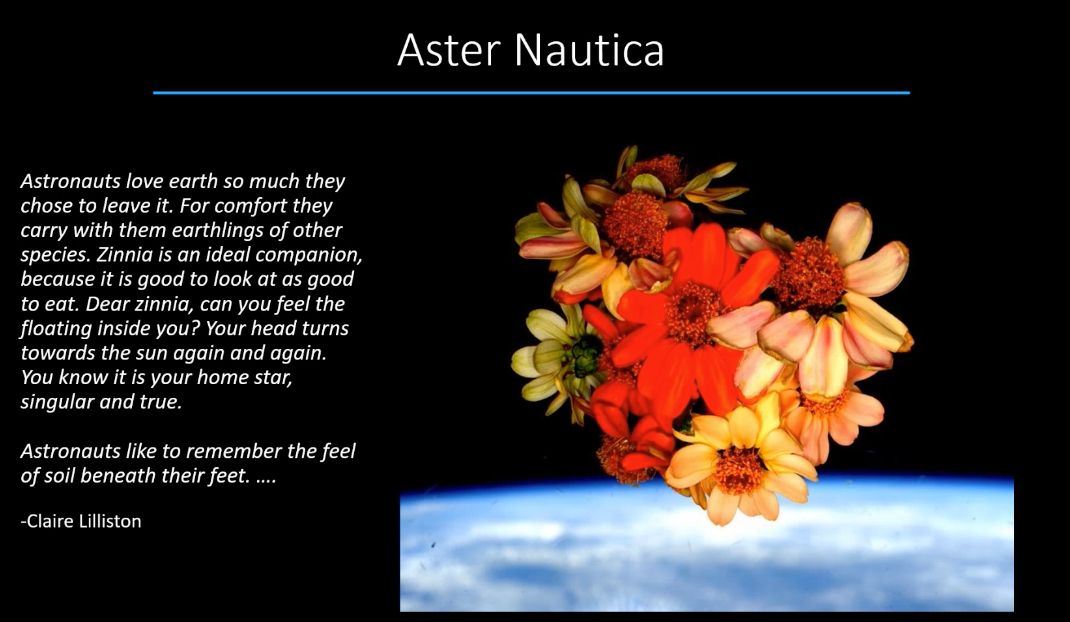 Aster Nautica
Astronauts love earth so much they
chose to leave it. For comfort they
carry with them earthlings of other
species. Zinnia is an ideal companion,
because it is good to look at as good
to eat. Dear zinnia, can you feel the
floating inside you? Your head turns
towards the sun again and again.
You know it is your home star,
singular and true.
Astronauts like to remember the feel
of soil beneath their feet. ....
-Claire Lilliston